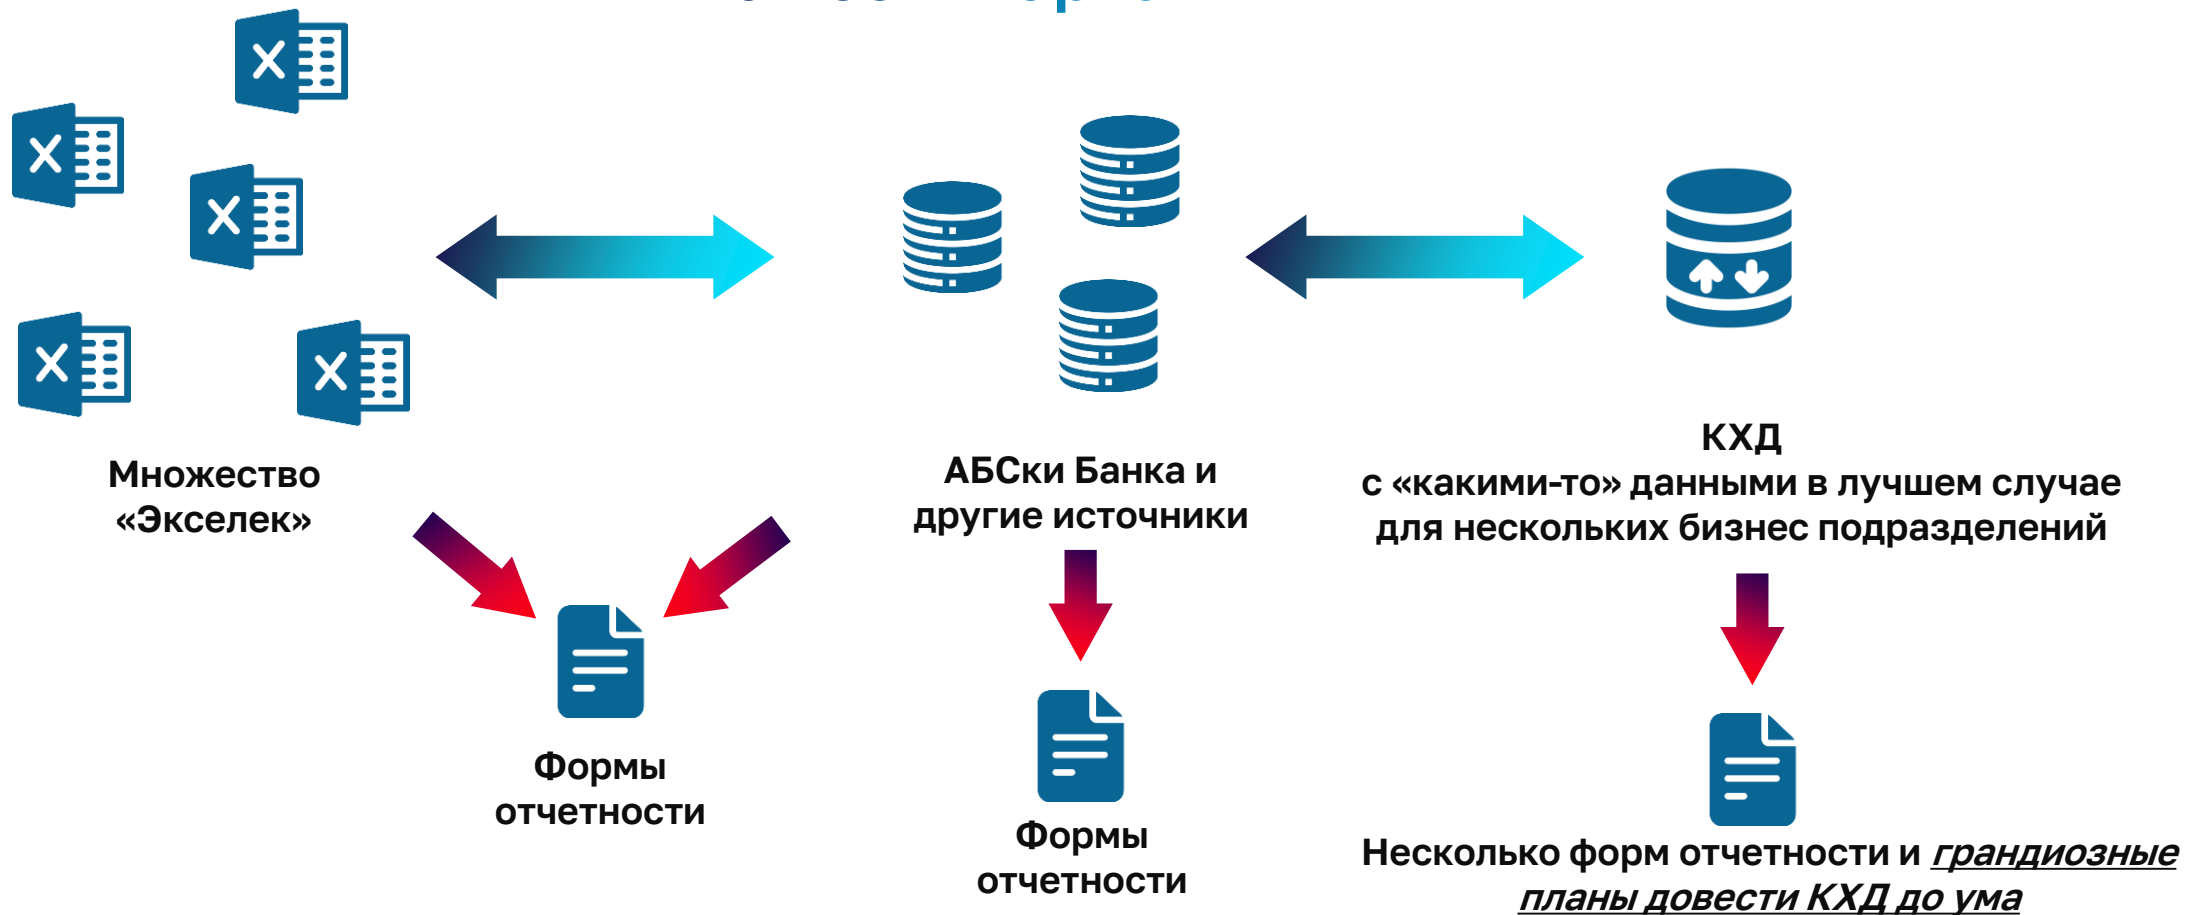 Множество
«Экселек»
АБСки Банка и
другие источники
КХД
с «какими-то» данными в лучшем случае
для нескольких бизнес подразделений
Формы
отчетности
Формы
отчетности
Несколько форм отчетности и грандиозные
планы довести КХД до ума